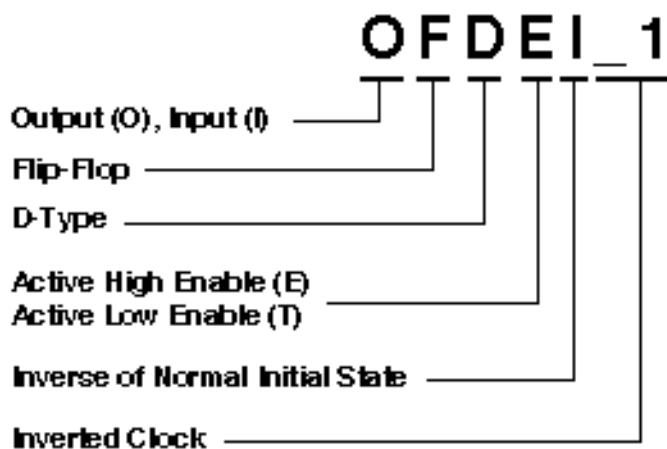 OFDEI_1
Output (O), Input (I)
Flip-Flop
D-Type
Active High Enable (E)
Active Low Enable (T)
Inverse of Normal Initial State
Inverted Clock